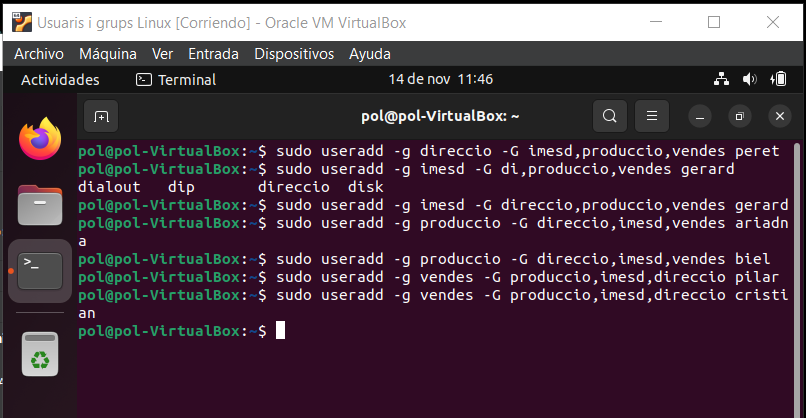 Usuaris i grups Linux [Corriendo] - Oracle VM VirtualBox
Archivo Máquina Ver Entrada Dispositivos Ayuda
Actividades Terminal 14 de nov 11:46
pol@pol-VirtualBox: ~
pol@pol-VirtualBox:~$ sudo useradd -g direccio -G imesd,produccio,vendes peret
pol@pol-VirtualBox:~$ sudo useradd -g imesd -G di,produccio,vendes gerard
dialout dip direccio disk
pol@pol-VirtualBox:~$ sudo useradd -g imesd -G direccio,produccio,vendes gerard
pol@pol-VirtualBox:~$ sudo useradd -g produccio -G direccio,imesd,vendes ariadn
a
pol@pol-VirtualBox:~$ sudo useradd -g produccio -G direccio,imesd,vendes biel
pol@pol-VirtualBox:~$ sudo useradd -g vendes -G produccio,imesd,direccio pilar
pol@pol-VirtualBox:~$ sudo useradd -g vendes -G produccio,imesd,direccio cristi
an
pol@pol-VirtualBox:~$